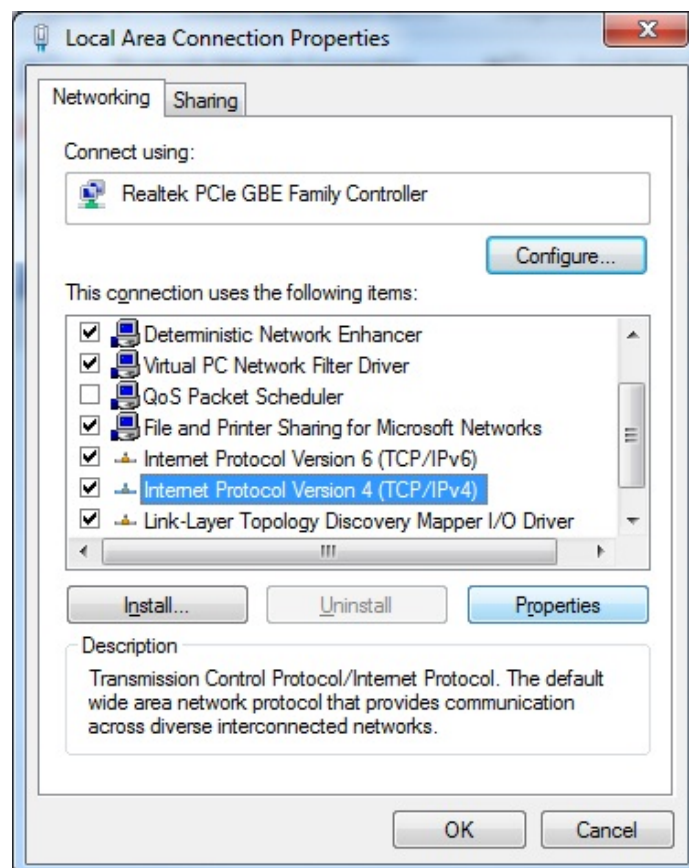 Local Area Connection Properties
Networking
Sharing
Connect using:
Realtek PCIe GBE Family Controller
Configure...
This connection uses the following items:
Deterministic Network Enhancer
Virtual PC Network Filter Driver
QoS Packet Scheduler
File and Printer Sharing for Microsoft Networks
Internet Protocol Version 6 (TCP/IPv6)
Internet Protocol Version 4 (TCP/IPv4)
Link-Layer Topology Discovery Mapper I/O Driver
Install...
Uninstall
Properties
Description
Transmission Control Protocol/Internet Protocol. The default
wide area network protocol that provides communication
across diverse interconnected networks.
OK
Cancel